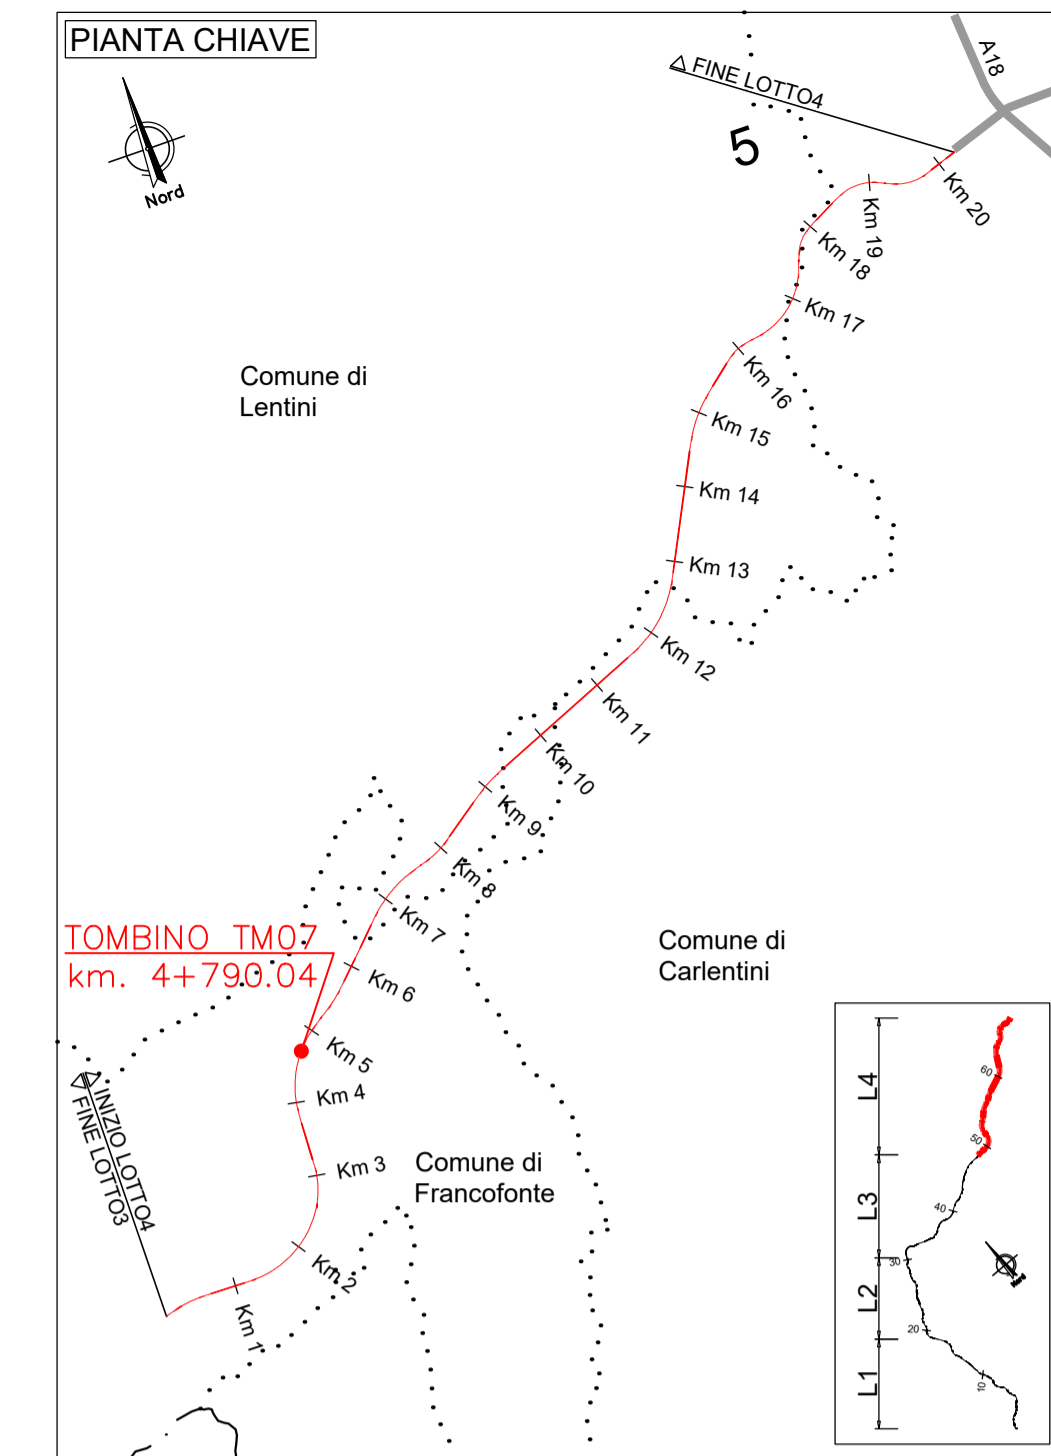 PIANTA CHIAVE
Nord
A18
FINE LOTTO4
5
Km 20
Km 19
Km 18
Km 17
Km 16
Km 15
Km 14
Km 13
Km 12
Km 11
Km 10
Km 9
Km 8
Km 7
Km 6
Km 5
Km 4
Km 3
Km 2
Km 1
Comune di
Lentini
TOMBINO TM07
km. 4+790.04
Comune di
Carlentini
INIZIO LOTTO4
FINE LOTTO3
Comune di
Francofonte
L4
L3
L2
L1
60
50
40
30
20
10